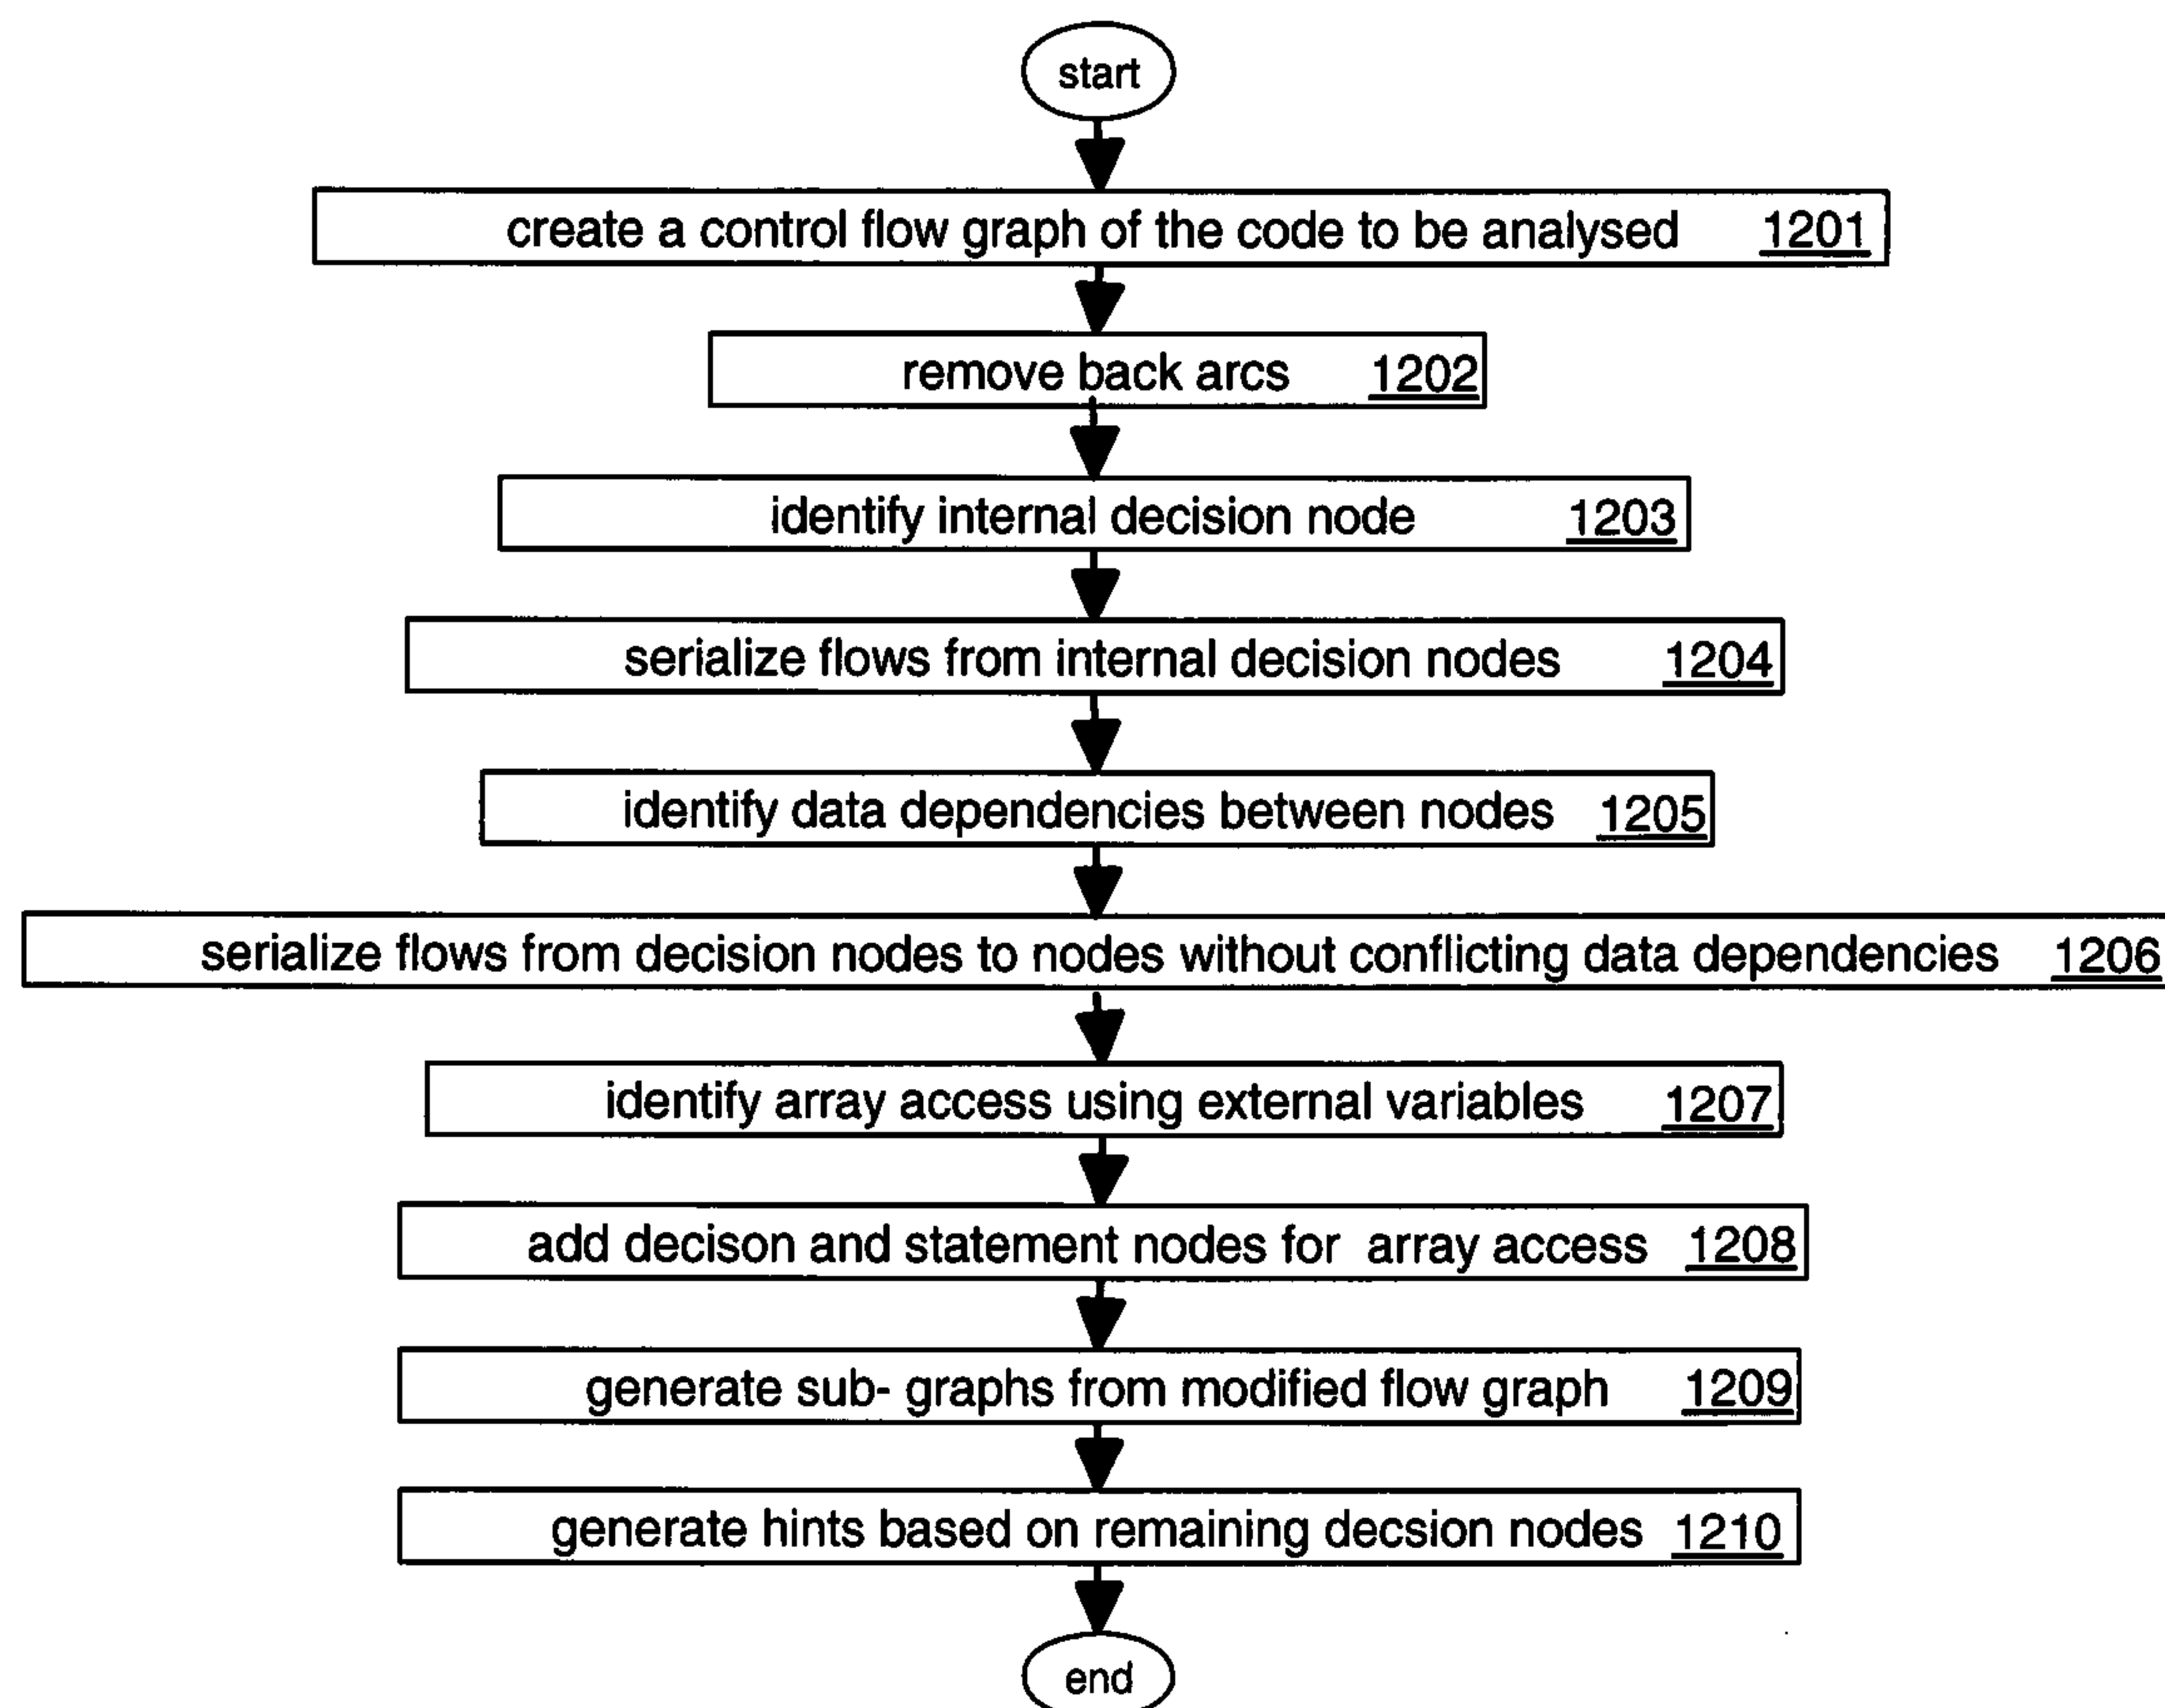 start
create a control flow graph of the code to be analysed 1201
remove back arcs 1202
identify internal decision node 1203
serialize flows from internal decision nodes 1204
identify data dependencies between nodes 1205
serialize flows from decision nodes to nodes without conflicting data dependencies 1206
identify array access using external variables 1207
add decison and statement nodes for array access 1208
generate sub- graphs from modified flow graph 1209
generate hints based on remaining decsion nodes 1210
end